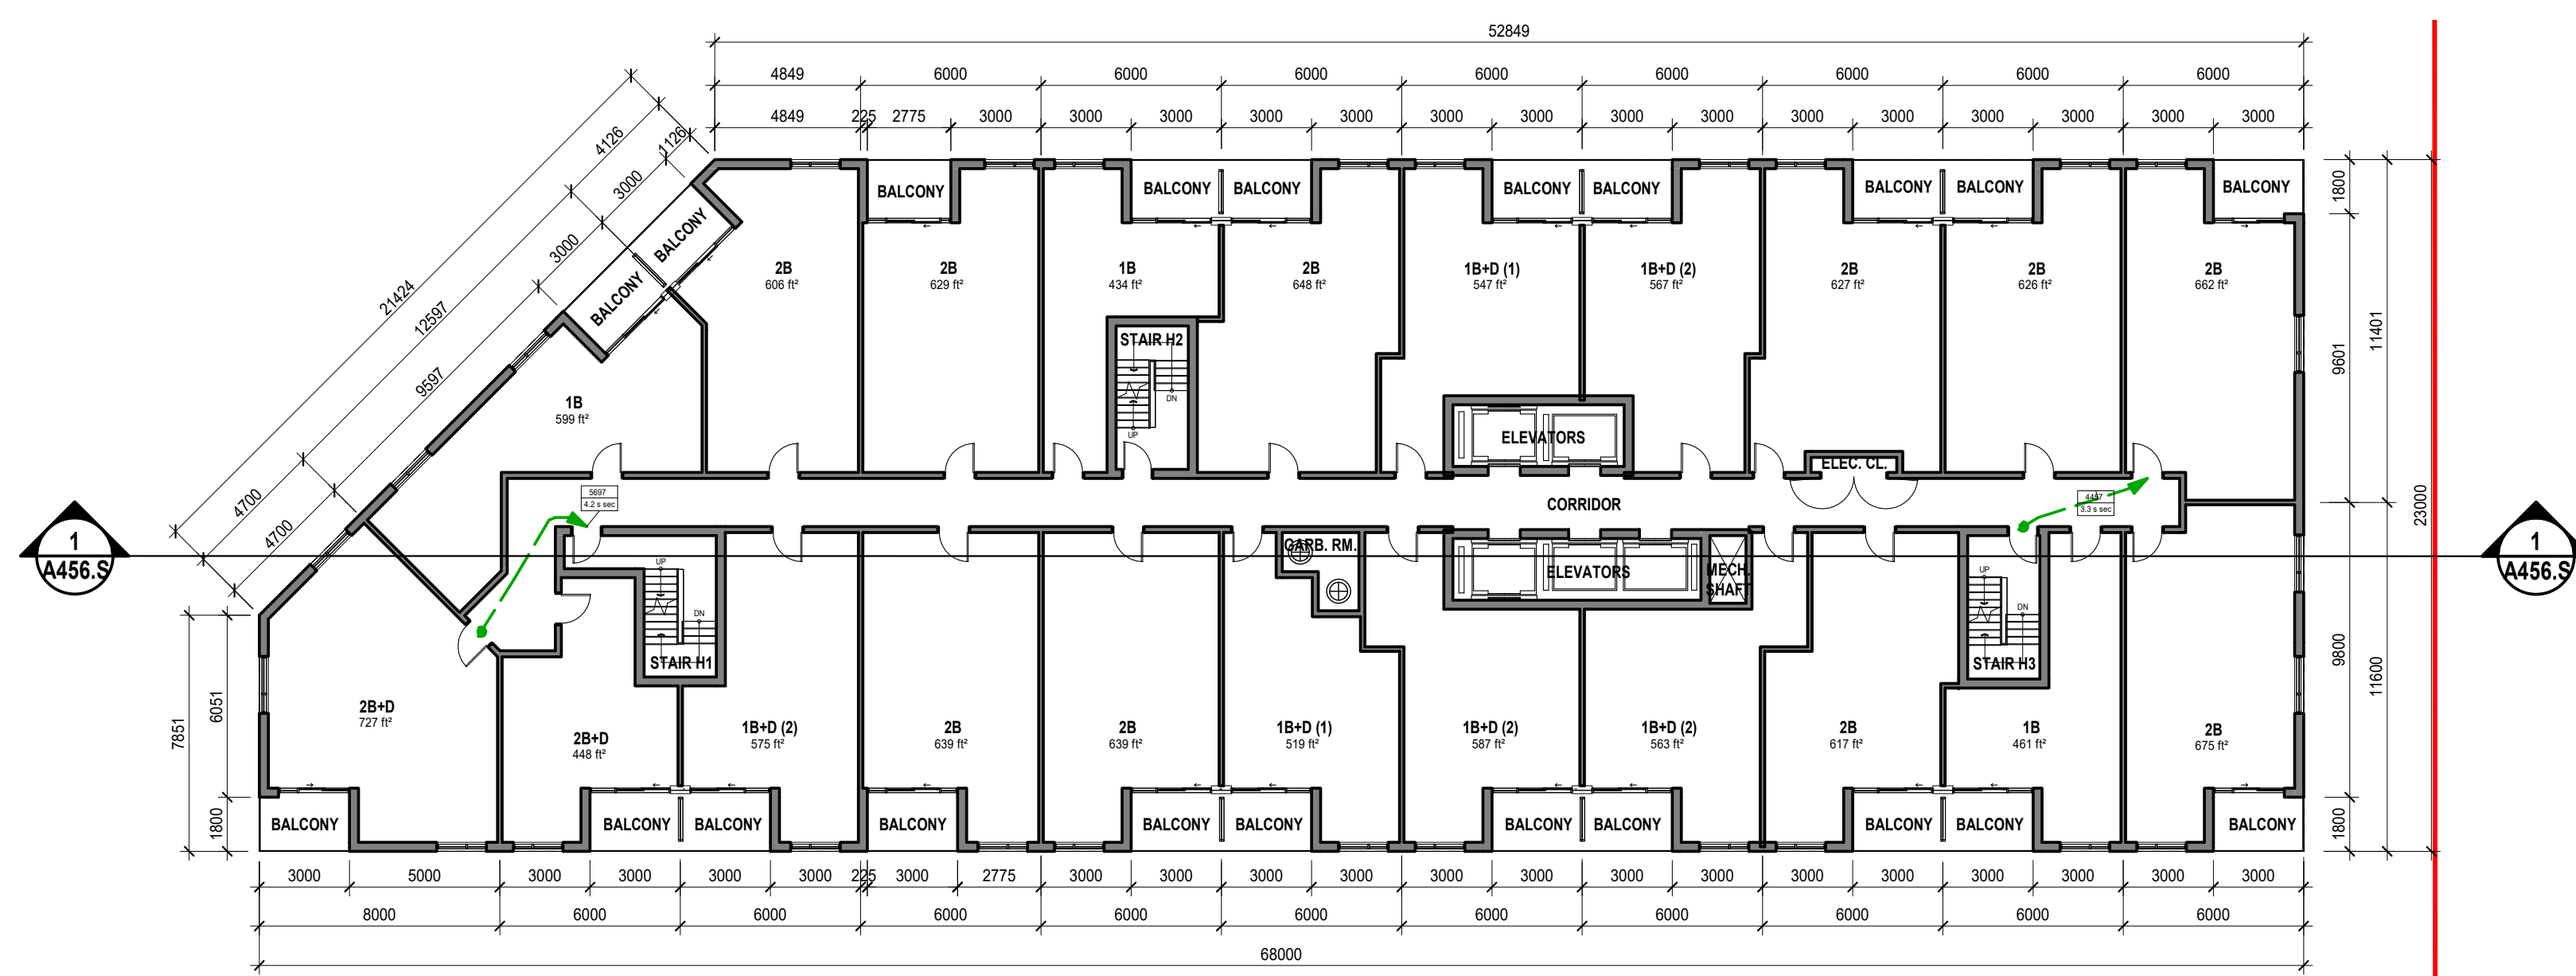 52849
4849 6000 6000 6000 6000 6000 6000 6000 6000
4849 225 2775 3000 3000 3000 3000 3000 3000 3000 3000 3000 3000 3000 3000 3000 3000 3000
21424
12597
9597
4126
1126
3000
3000
4700
4700
BALCONY BALCONY BALCONY BALCONY BALCONY BALCONY BALCONY BALCONY
BALCONY
BALCONY
2B
606 ft²
2B
629 ft²
1B
434 ft²
2B
648 ft²
1B+D (1)
547 ft²
1B+D (2)
567 ft²
2B
627 ft²
2B
626 ft²
2B
662 ft²
1B
599 ft²
STAIR H2
DN
UP
ELEVATORS
ELEC. CL.
CORRIDOR
1800
9601
11401
23000
9800
11600
1800
5697
4.2 s sec
4457
3.3 s sec
1
A456.S
1
A456.S
GARB. RM.
ELEVATORS
MECH.
SHAFT
UP
DN
STAIR H1
UP
DN
STAIR H3
7851
6051
1800
2B+D
727 ft²
2B+D
448 ft²
1B+D (2)
575 ft²
2B
639 ft²
2B
639 ft²
1B+D (1)
519 ft²
1B+D (2)
587 ft²
1B+D (2)
563 ft²
2B
617 ft²
1B
461 ft²
2B
675 ft²
BALCONY BALCONY BALCONY BALCONY BALCONY BALCONY BALCONY BALCONY BALCONY BALCONY BALCONY
3000 5000 3000 3000 3000 3000 225 3000 2775 3000 3000 3000 3000 3000 3000 3000 3000 3000 3000 3000 3000 3000 3000
8000 6000 6000 6000 6000 6000 6000 6000 6000 6000 6000
68000